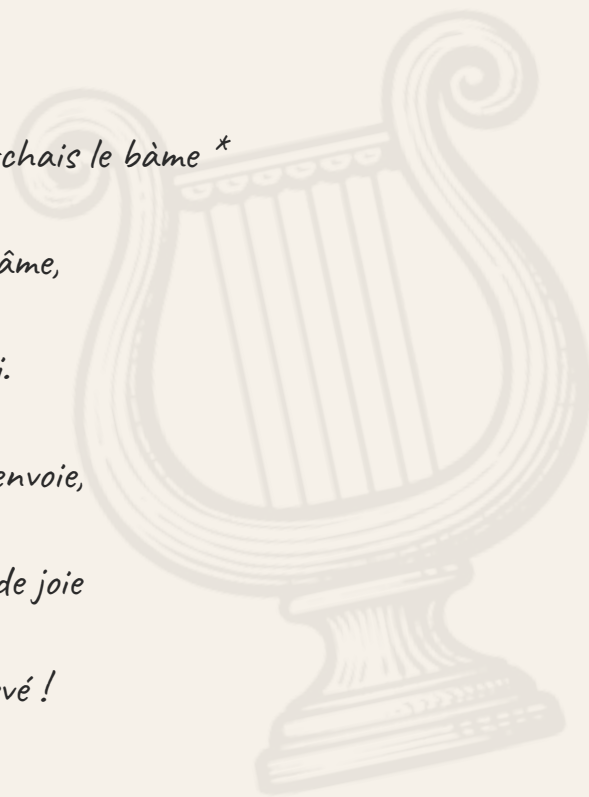 chais le bàme *
âme,
i.
envoie,
de joie
vé !